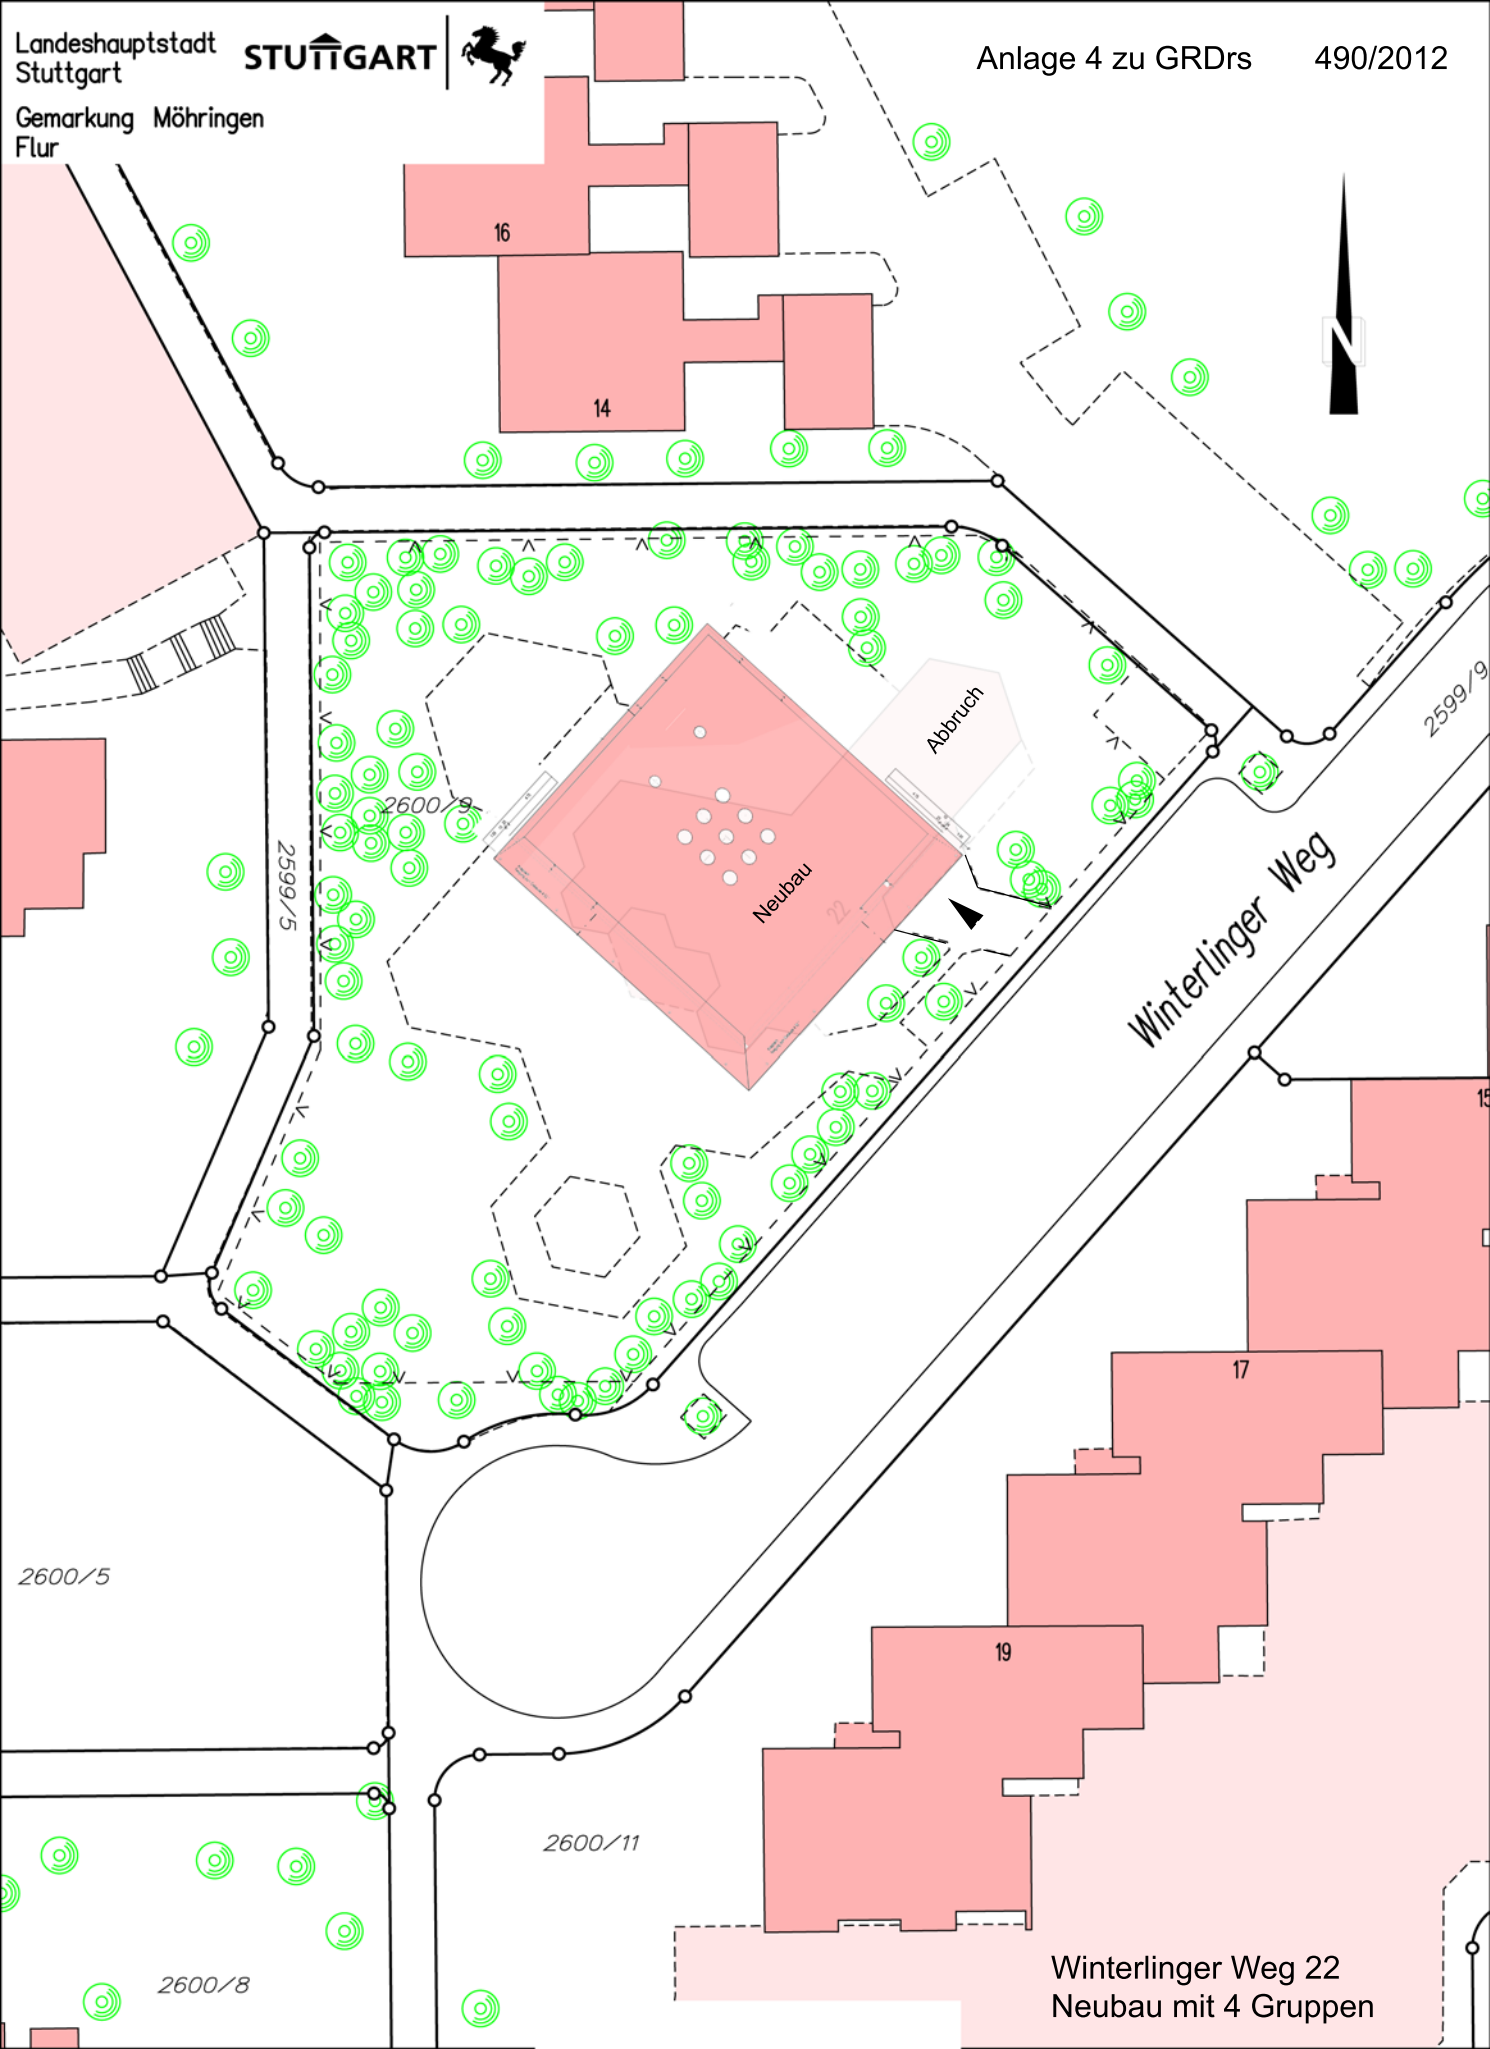 Landeshauptstadt
Stuttgart
STUTTGART
Gemarkung Möhringen
Flur
Anlage 4 zu GRDrs 490/2012
16
14
N
2599/9
Abbruch
2600/9
2599/5
Neubau
22
Winterlinger Weg
15
17
2600/5
19
2600/11
2600/8
Winterlinger Weg 22
Neubau mit 4 Gruppen